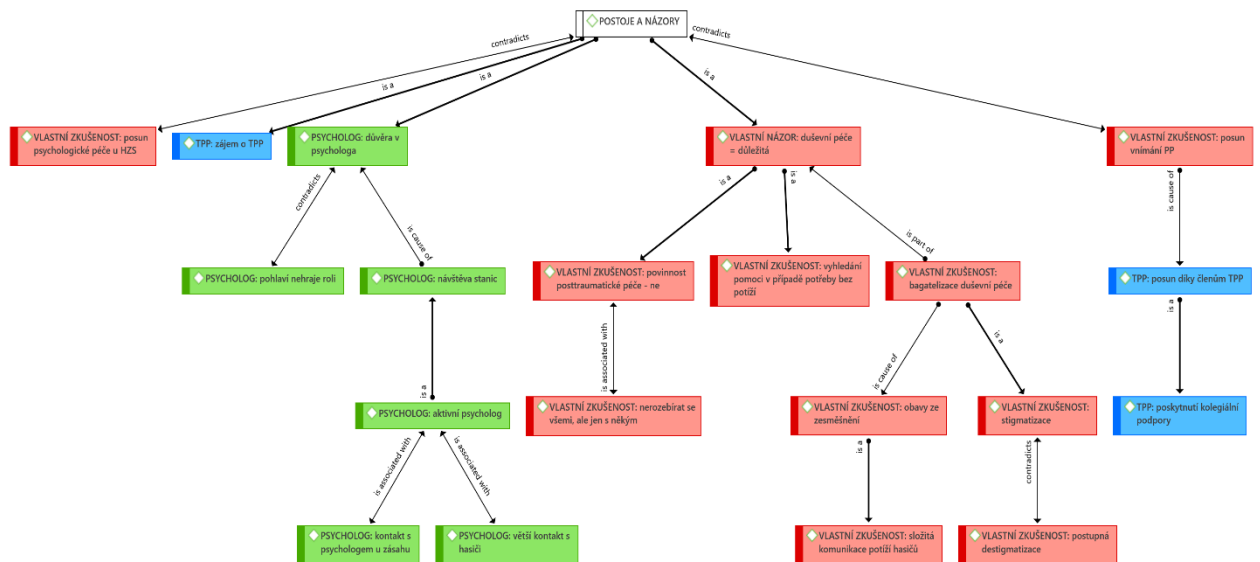 POSTOJE A NÁZORY
contradicts
is a
is a
is a
contradicts
VLASTNÍ ZKUŠENOST: posun
psychologické péče u HZS
TPP: zájem o TPP
PSYCHOLOG: důvěra v
psychologa
VLASTNÍ NÁZOR: duševní péče
= důležitá
VLASTNÍ ZKUŠENOST: posun
vnímání PP
contradicts
is cause of
is a
is a
is part of
is cause of
PSYCHOLOG: pohlaví nehraje roli
PSYCHOLOG: návštěva stanic
VLASTNÍ ZKUŠENOST: povinnost
posttraumatické péče - ne
VLASTNÍ ZKUŠENOST: vyhledání
pomoci v případě potřeby bez
potíží
VLASTNÍ ZKUŠENOST:
bagatelizace duševní péče
TPP: posun díky členům TPP
is a
is associated with
is cause of
is a
is a
PSYCHOLOG: aktivní psycholog
VLASTNÍ ZKUŠENOST: nerozebírat se
všemi, ale jen s někým
VLASTNÍ ZKUŠENOST: obavy ze
zesměšnění
VLASTNÍ ZKUŠENOST:
stigmatizace
TPP: poskytnutí kolegiální
podpory
is associated with
is associated with
is a
contradicts
PSYCHOLOG: kontakt s
psychologem u zásahu
PSYCHOLOG: větší kontakt s
hasiči
VLASTNÍ ZKUŠENOST: složitá
komunikace potíží hasičů
VLASTNÍ ZKUŠENOST: postupná
destigmatizace